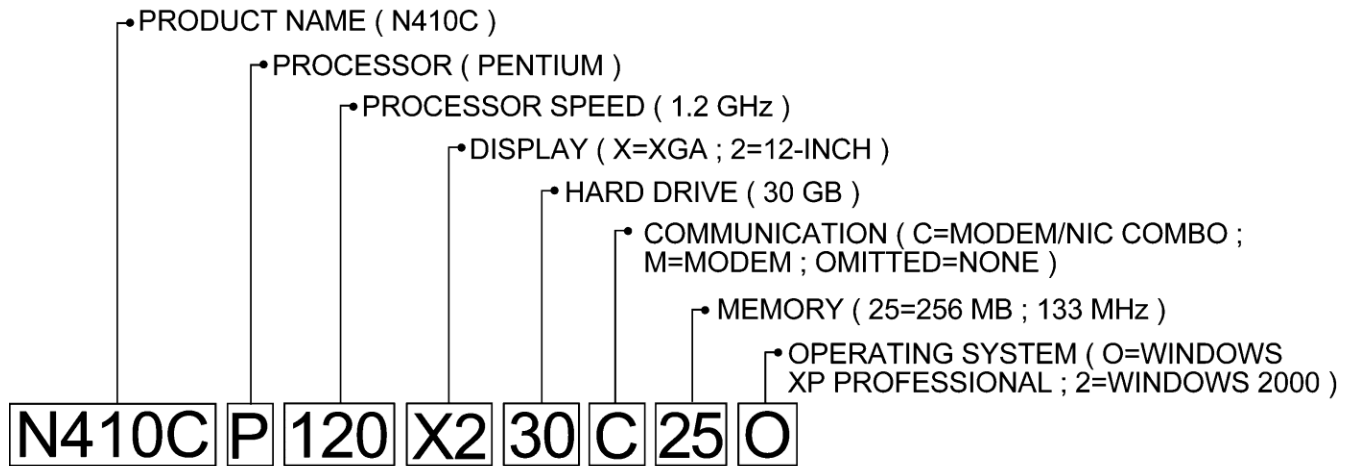 PRODUCT NAME ( N410C )
PROCESSOR ( PENTIUM )
PROCESSOR SPEED ( 1.2 GHz )
DISPLAY ( X=XGA ; 2=12-INCH )
HARD DRIVE ( 30 GB )
COMMUNICATION ( C=MODEM/NIC COMBO ;
M=MODEM ; OMITTED=NONE )
MEMORY ( 25=256 MB ; 133 MHz )
OPERATING SYSTEM ( O=WINDOWS
XP PROFESSIONAL ; 2=WINDOWS 2000 )
N410C P 120 X2 30 C 25 O